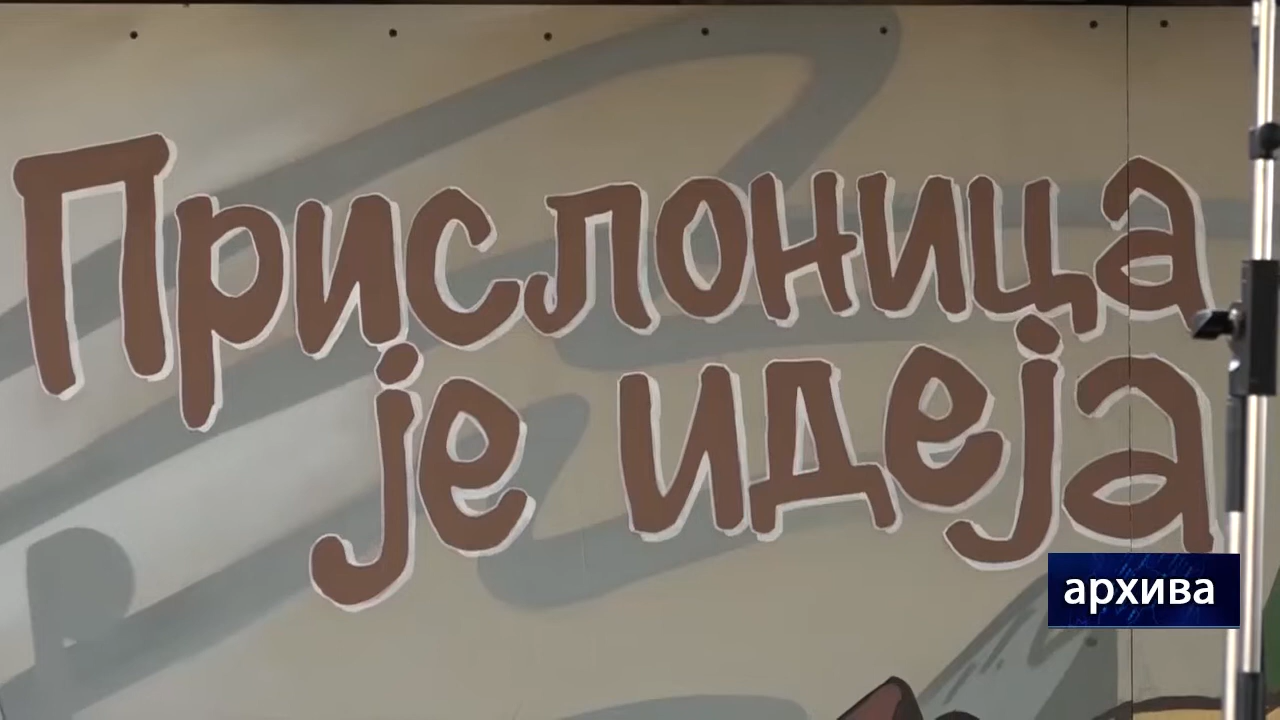 Прислоница
је идеја
архива